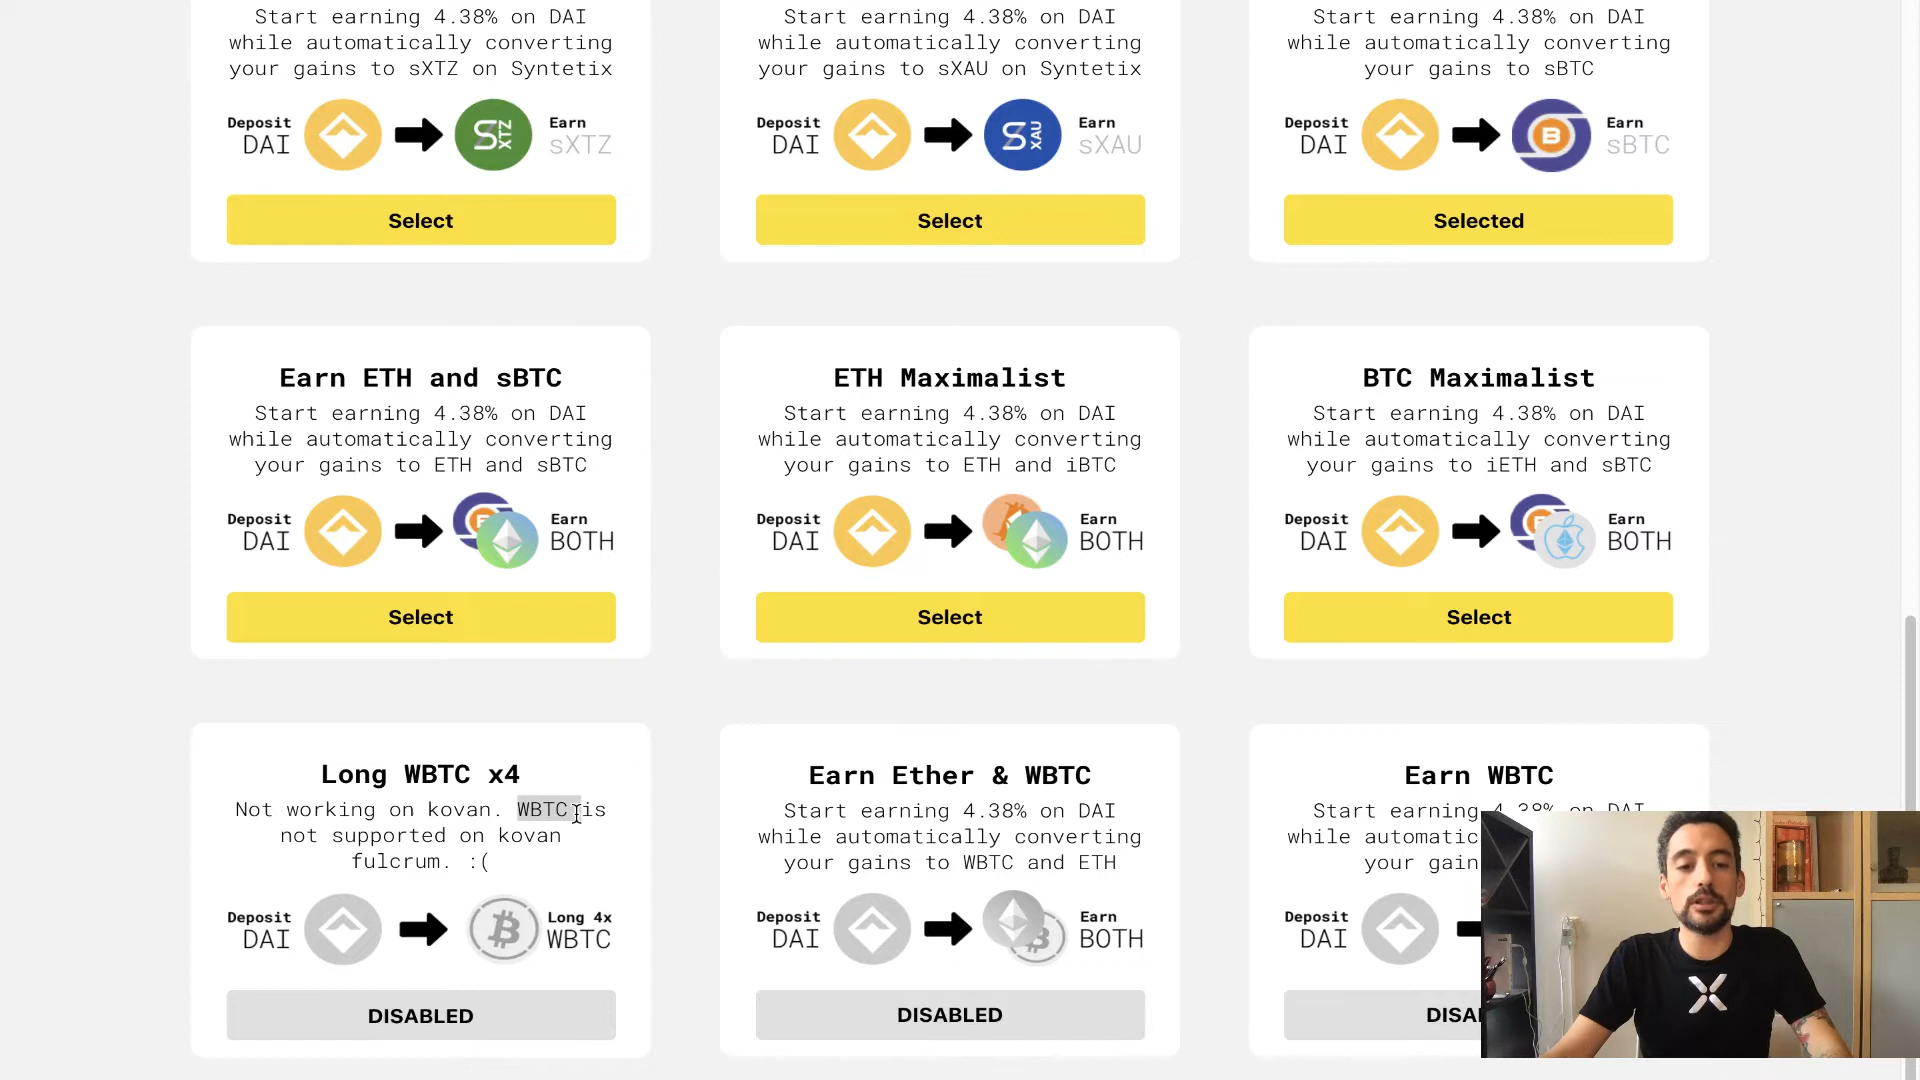 Start earning 4.38% on DAI
while automatically converting
your gains to sXTZ on Syntetix
Deposit
DAI
S
XTZ
Earn
sXTZ
Select
Start earning 4.38% on DAI
while automatically converting
your gains to sXAU on Syntetix
Deposit
DAI
S
XAU
Earn
sXAU
Select
Start earning 4.38% on DAI
while automatically converting
your gains to sBTC
Deposit
DAI
B
Earn
sBTC
Selected
Earn ETH and sBTC
Start earning 4.38% on DAI
while automatically converting
your gains to ETH and sBTC
Deposit
DAI
Earn
BOTH
Select
ETH Maximalist
Start earning 4.38% on DAI
while automatically converting
your gains to ETH and iBTC
Deposit
DAI
Earn
BOTH
Select
BTC Maximalist
Start earning 4.38% on DAI
while automatically converting
your gains to iETH and sBTC
Deposit
DAI
Earn
BOTH
Select
Long WBTC x4
Not working on kovan. WBTC is
not supported on kovan
fulcrum. :(
Deposit
DAI
Long 4x
WBTC
DISABLED
Earn Ether & WBTC
Start earning 4.38% on DAI
while automatically converting
your gains to WBTC and ETH
Deposit
DAI
Earn
BOTH
DISABLED
Earn WBTC
Start earning 4.38% on DAI
while automatic
your gain
Deposit
DAI
DISA